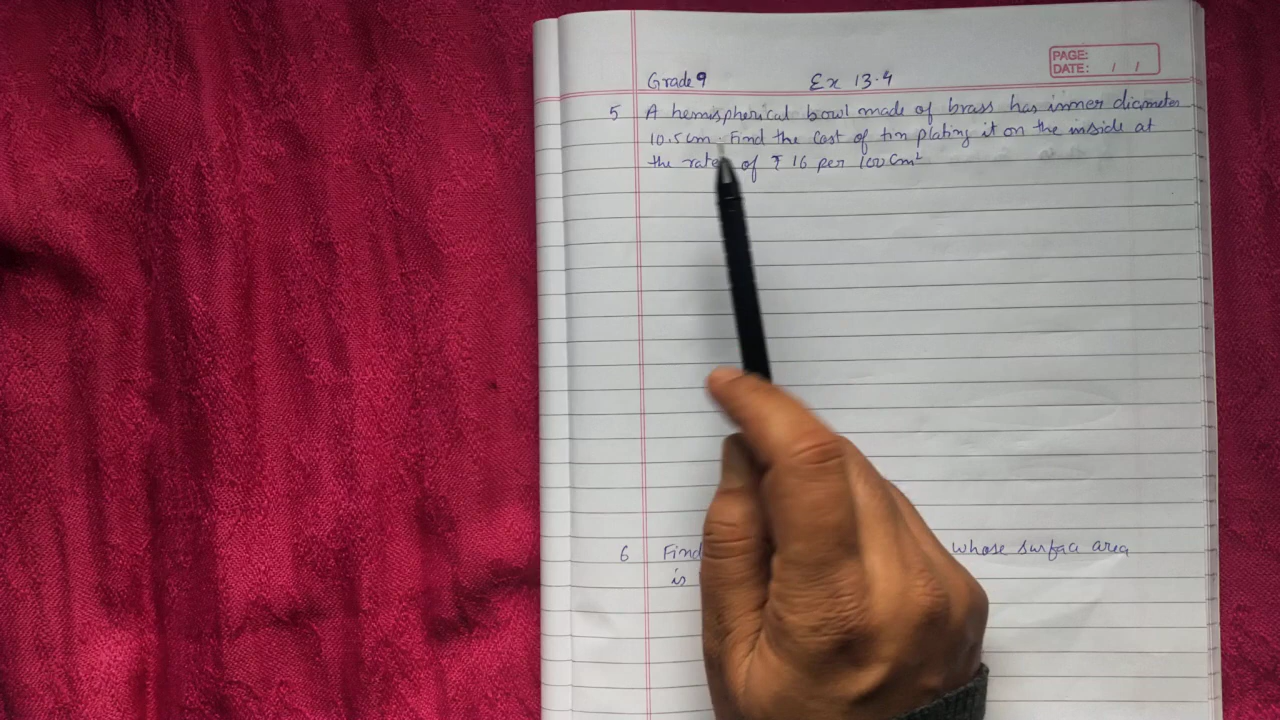 PAGE:
DATE: / /
Grade 9 Ex 13.4
5 A hemispherical bowl made of brass has inner diameter
10.5 cm. Find the Cost of tin plating it on the inside at
the rate of ₹ 16 per 100 Cm²
6 Find whose surface area
is